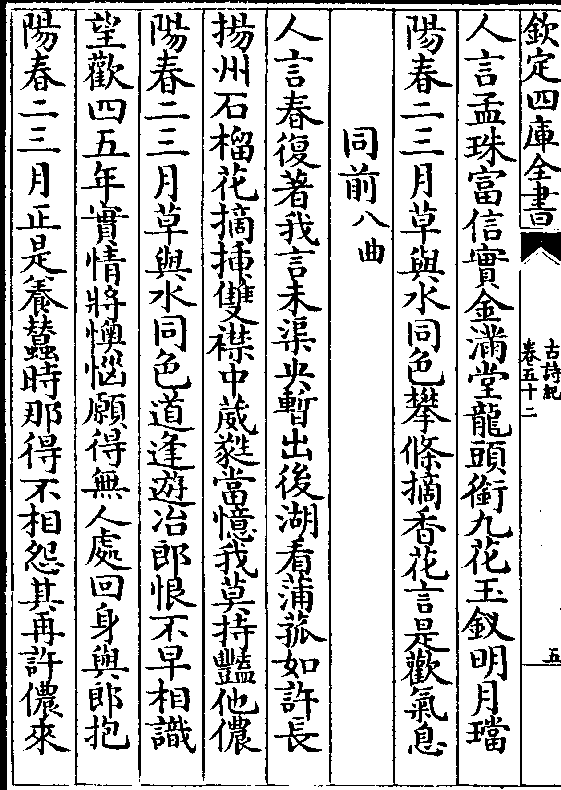 欽定四庫全書
古詩紀
卷五十二
五
人言孟珠富信實金滿堂龍頭銜九花玉釵明月璫
陽春二三月草與水同色攀條摘香花言是歡氣息
同前八曲
人言春復著我言未渠央暫出後湖看蒲菰如許長
揚州石榴花摘揷雙襟中葳蕤當憶我莫持豔他儂
陽春二三月草與水同色道逢遊冶郎恨不早相識
望歡四五年實情將懊惱願得無人處回身與郎抱
陽春二三月正是養蠶時那得不相怨其再許儂來